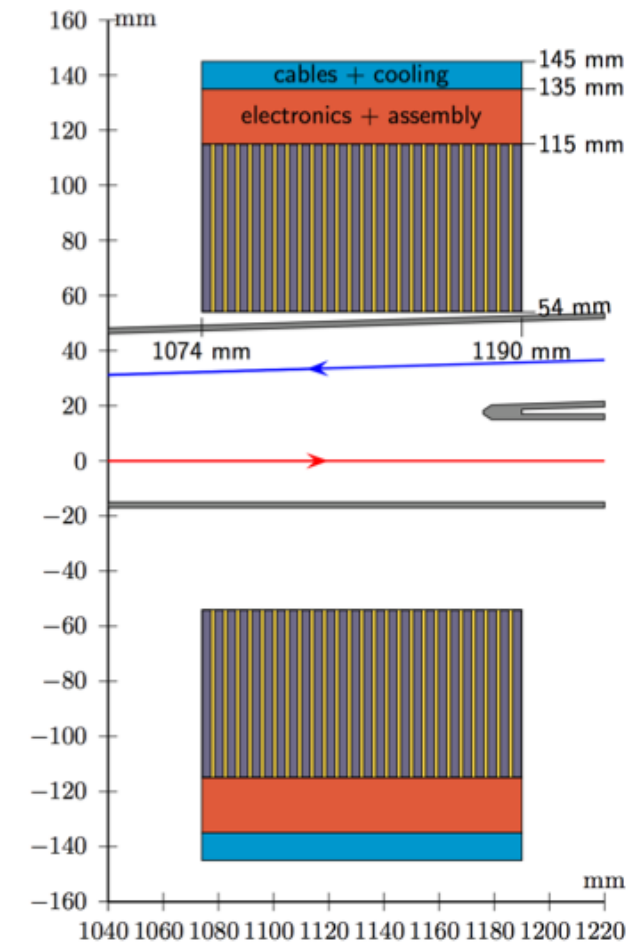 160
mm
145 mm
140
cables + cooling
135 mm
120
electronics + assembly
115 mm
100
80
60
54 mm
1074 mm
1190 mm
40
20
0
−20
−40
−60
−80
−100
−120
−140
mm
−160
1040 1060 1080 1100 1120 1140 1160 1180 1200 1220